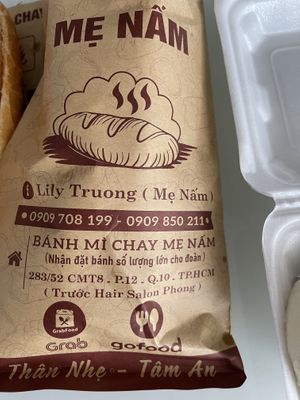 CHAY
MẸ NẤM
Lily Truong ( Mẹ Nấm )
0909 708 199 - 0909 850 211
BÁNH MÌ CHAY MẸ NẤM
(Nhận đặt bánh số lượng lớn cho đoàn)
283/52 CMT8 - P.12 - Q.10 - TP.HCM
( Trước Hair Salon Phong )
GrabFood
Grab
gofood
Thân Nhẹ - Tâm An